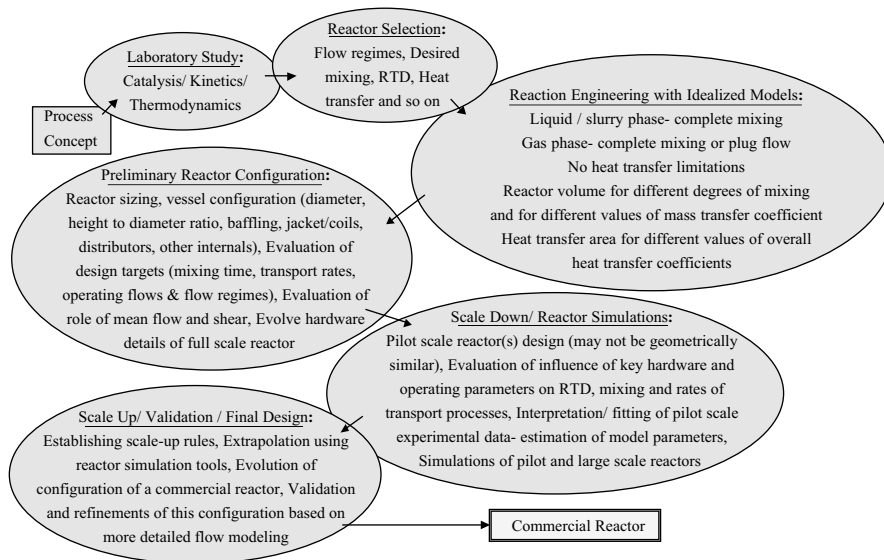 Process
Concept
Laboratory Study:
Catalysis/ Kinetics/
Thermodynamics
Reactor Selection:
Flow regimes, Desired
mixing, RTD, Heat
transfer and so on
Reaction Engineering with Idealized Models:
Liquid / slurry phase- complete mixing
Gas phase- complete mixing or plug flow
No heat transfer limitations
Reactor volume for different degrees of mixing
and for different values of mass transfer coefficient
Heat transfer area for different values of overall
heat transfer coefficients
Preliminary Reactor Configuration:
Reactor sizing, vessel configuration (diameter,
height to diameter ratio, baffling, jacket/coils,
distributors, other internals), Evaluation of
design targets (mixing time, transport rates,
operating flows & flow regimes), Evaluation of
role of mean flow and shear, Evolve hardware
details of full scale reactor
Scale Down/ Reactor Simulations:
Pilot scale reactor(s) design (may not be geometrically
similar), Evaluation of influence of key hardware and
operating parameters on RTD, mixing and rates of
transport processes, Interpretation/ fitting of pilot scale
experimental data- estimation of model parameters,
Simulations of pilot and large scale reactors
Scale Up/ Validation / Final Design:
Establishing scale-up rules, Extrapolation using
reactor simulation tools, Evolution of
configuration of a commercial reactor, Validation
and refinements of this configuration based on
more detailed flow modeling
Commercial Reactor